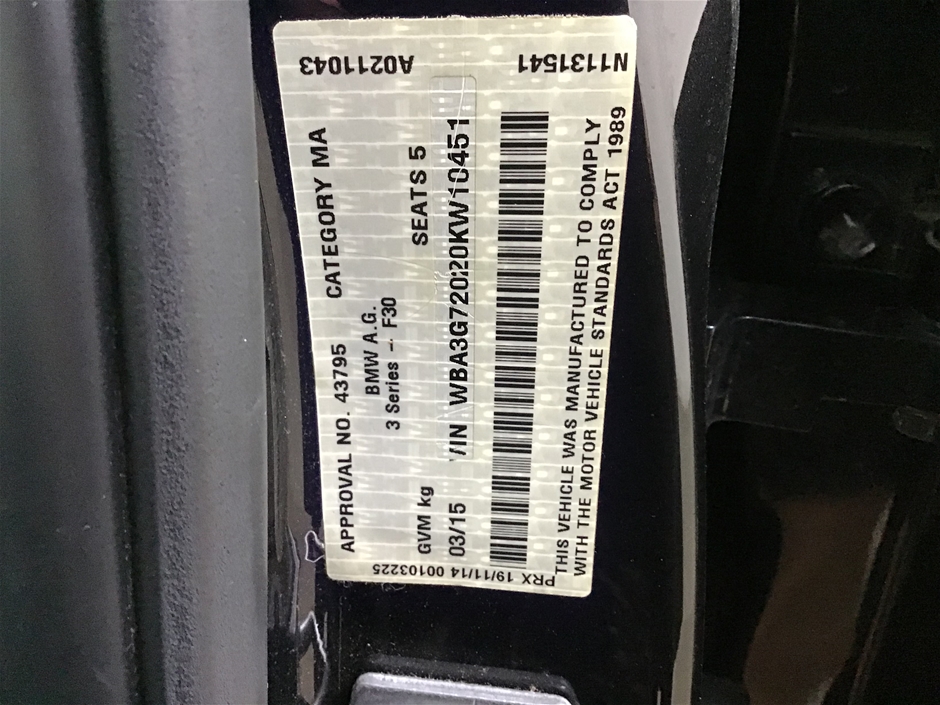 A0211043
N1131541
APPROVAL NO. 43795 CATEGORY MA
BMW A.G.
3 Series - F30
GVM kg SEATS 5
03/15 VIN WBA3G72020KW10451
THIS VEHICLE WAS MANUFACTURED TO COMPLY
WITH THE MOTOR VEHICLE STANDARDS ACT 1989
PRX 19/11/14 00103225